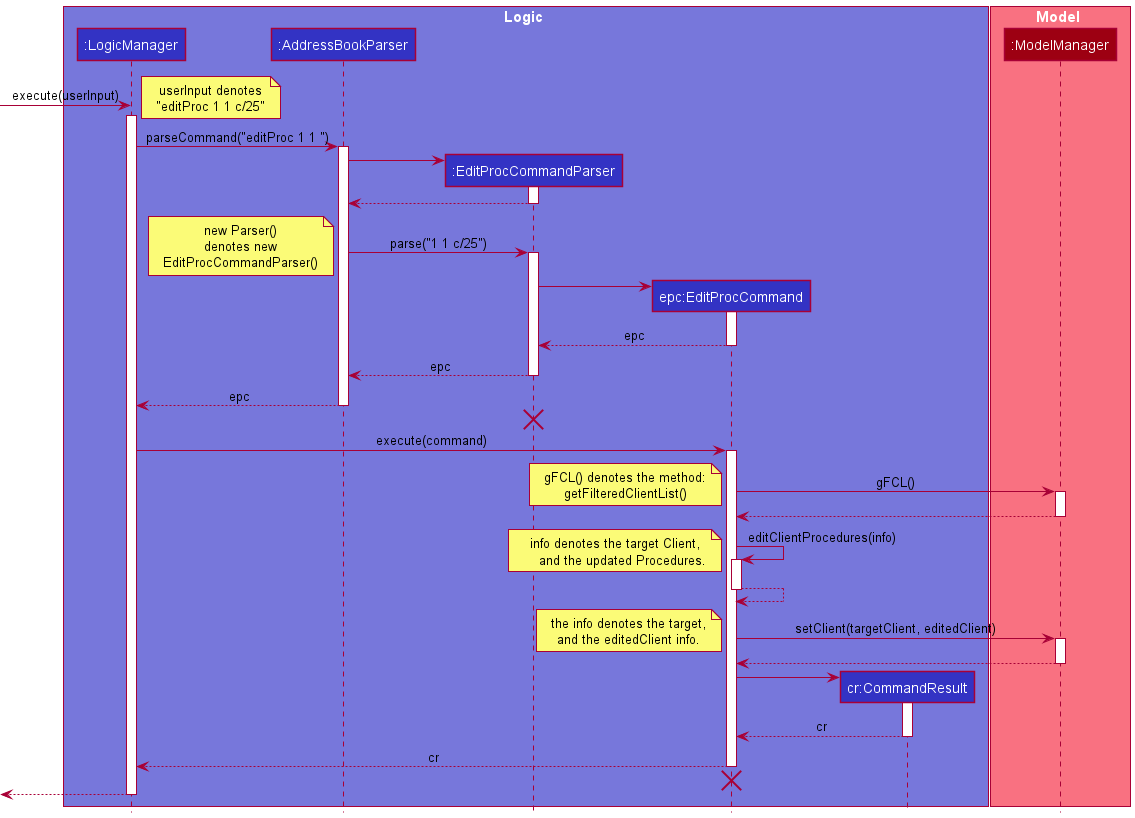 Logic
Model
:LogicManager
:AddressBookParser
:ModelManager
userInput denotes
"editProc 1 1 c/25"
execute(userInput)
parseCommand("editProc 1 1 ")
:EditProcCommandParser
new Parser()
denotes new
EditProcCommandParser()
parse("1 1 c/25")
epc:EditProcCommand
epc
epc
epc
execute(command)
gFCL() denotes the method:
getFilteredClientList()
gFCL()
info denotes the target Client,
and the updated Procedures.
editClientProcedures(info)
the info denotes the target,
and the editedClient info.
setClient(targetClient, editedClient)
cr:CommandResult
cr
cr